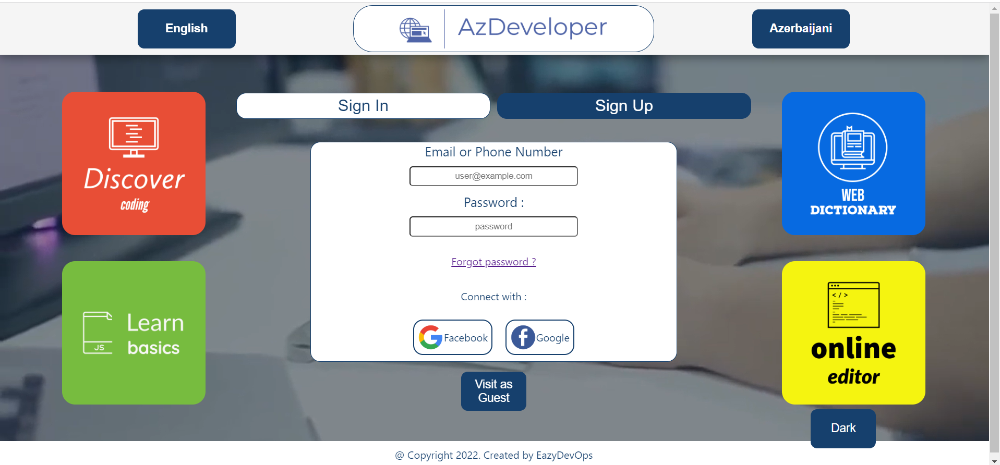 English
AzDeveloper
Azerbaijani
Sign In
Sign Up
Discover
coding
WEB
DICTIONARY
Email or Phone Number
user@example.com
Password :
password
Forgot password ?
Connect with :
Facebook
Google
JS
Learn
basics
</>
online
editor
Visit as
Guest
Dark
@ Copyright 2022. Created by EazyDevOps